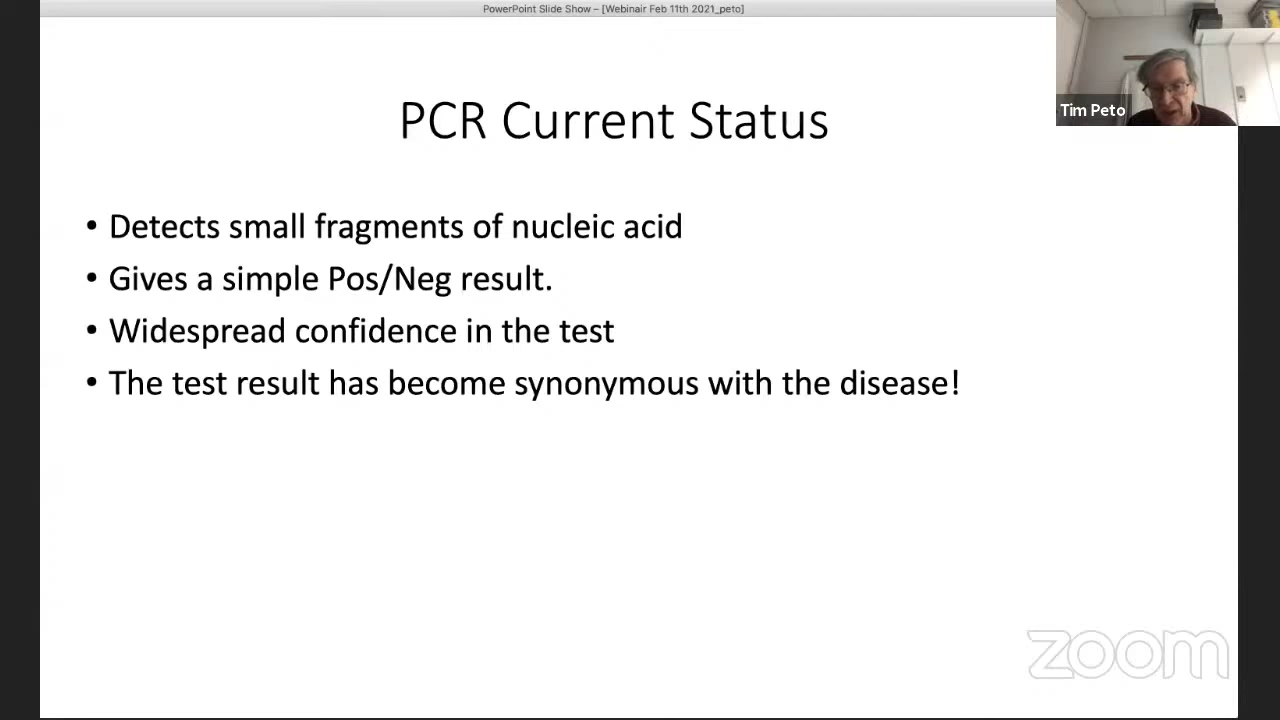 PowerPoint Slide Show – [Webinair Feb 11th 2021_peto]
Tim Peto
PCR Current Status
• Detects small fragments of nucleic acid
• Gives a simple Pos/Neg result.
• Widespread confidence in the test
• The test result has become synonymous with the disease!
zoom